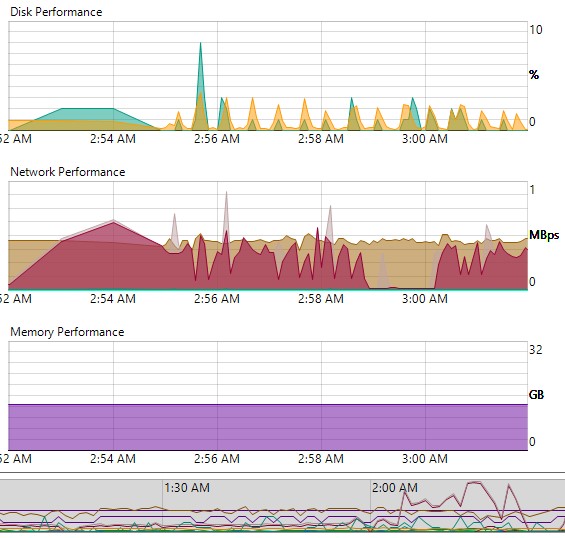 Disk Performance
10
%
0
52 AM 2:54 AM 2:56 AM 2:58 AM 3:00 AM
Network Performance
1
MBps
0
52 AM 2:54 AM 2:56 AM 2:58 AM 3:00 AM
Memory Performance
32
GB
0
52 AM 2:54 AM 2:56 AM 2:58 AM 3:00 AM
1:30 AM 2:00 AM